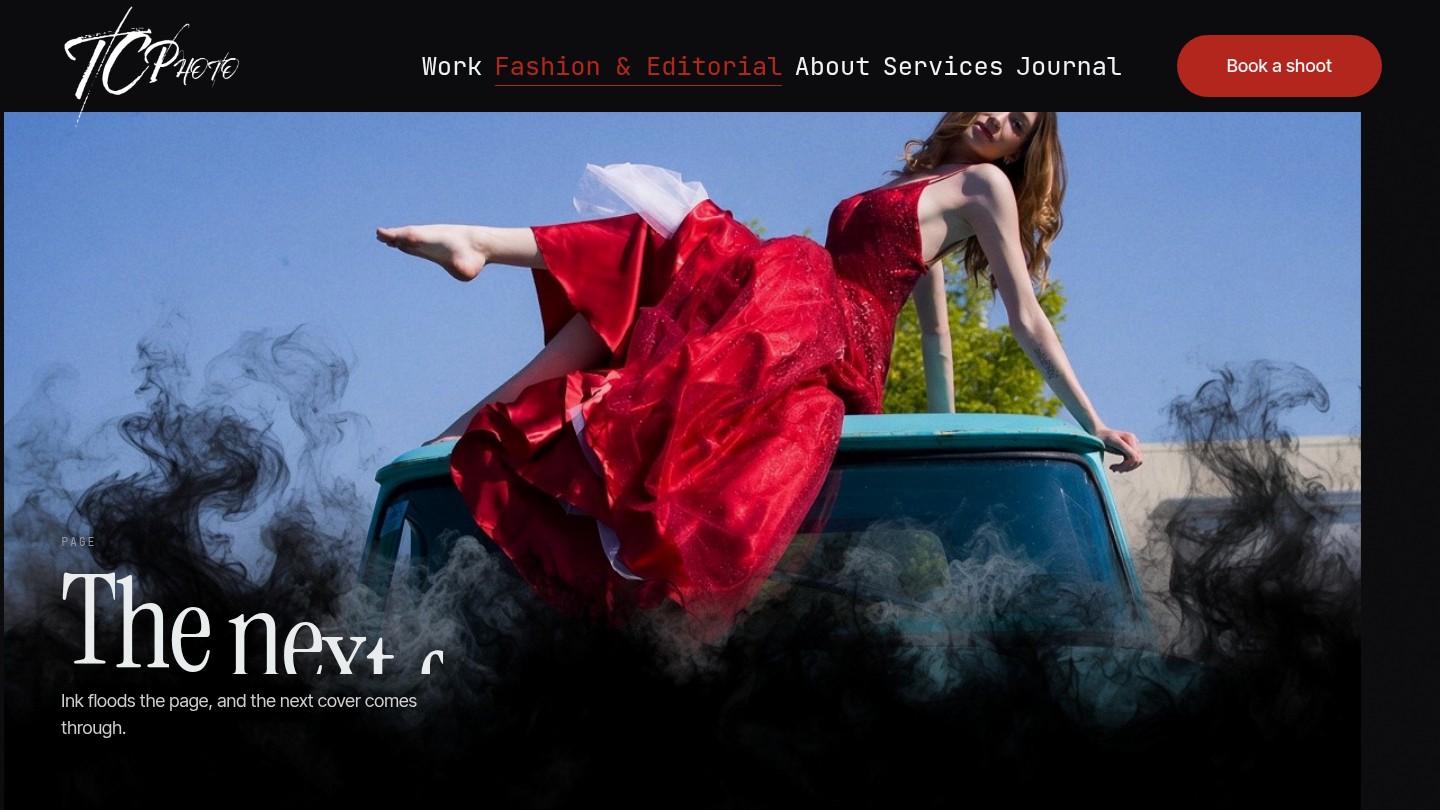 TCPHOTO
Work Fashion & Editorial About Services Journal
Book a shoot
PAGE
The next
Ink floods the page, and the next cover comes
through.